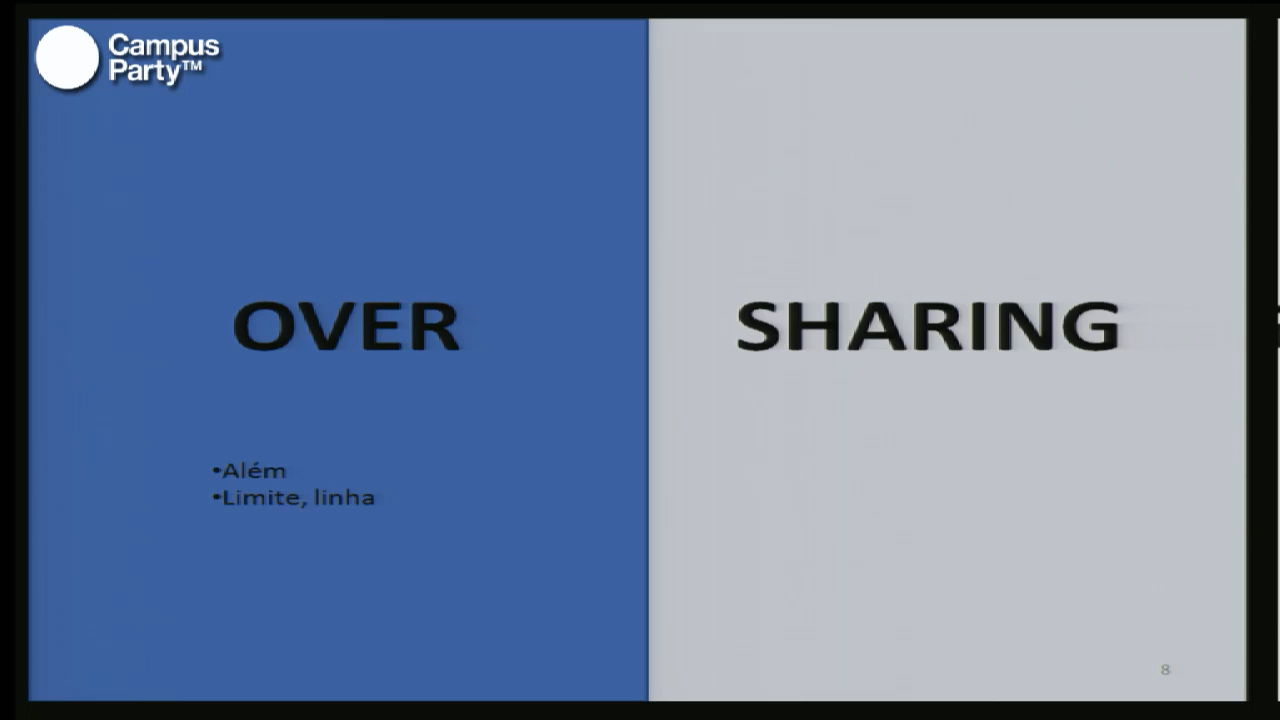 Campus
Party™
OVER
SHARING
•Além
•Limite, linha
8